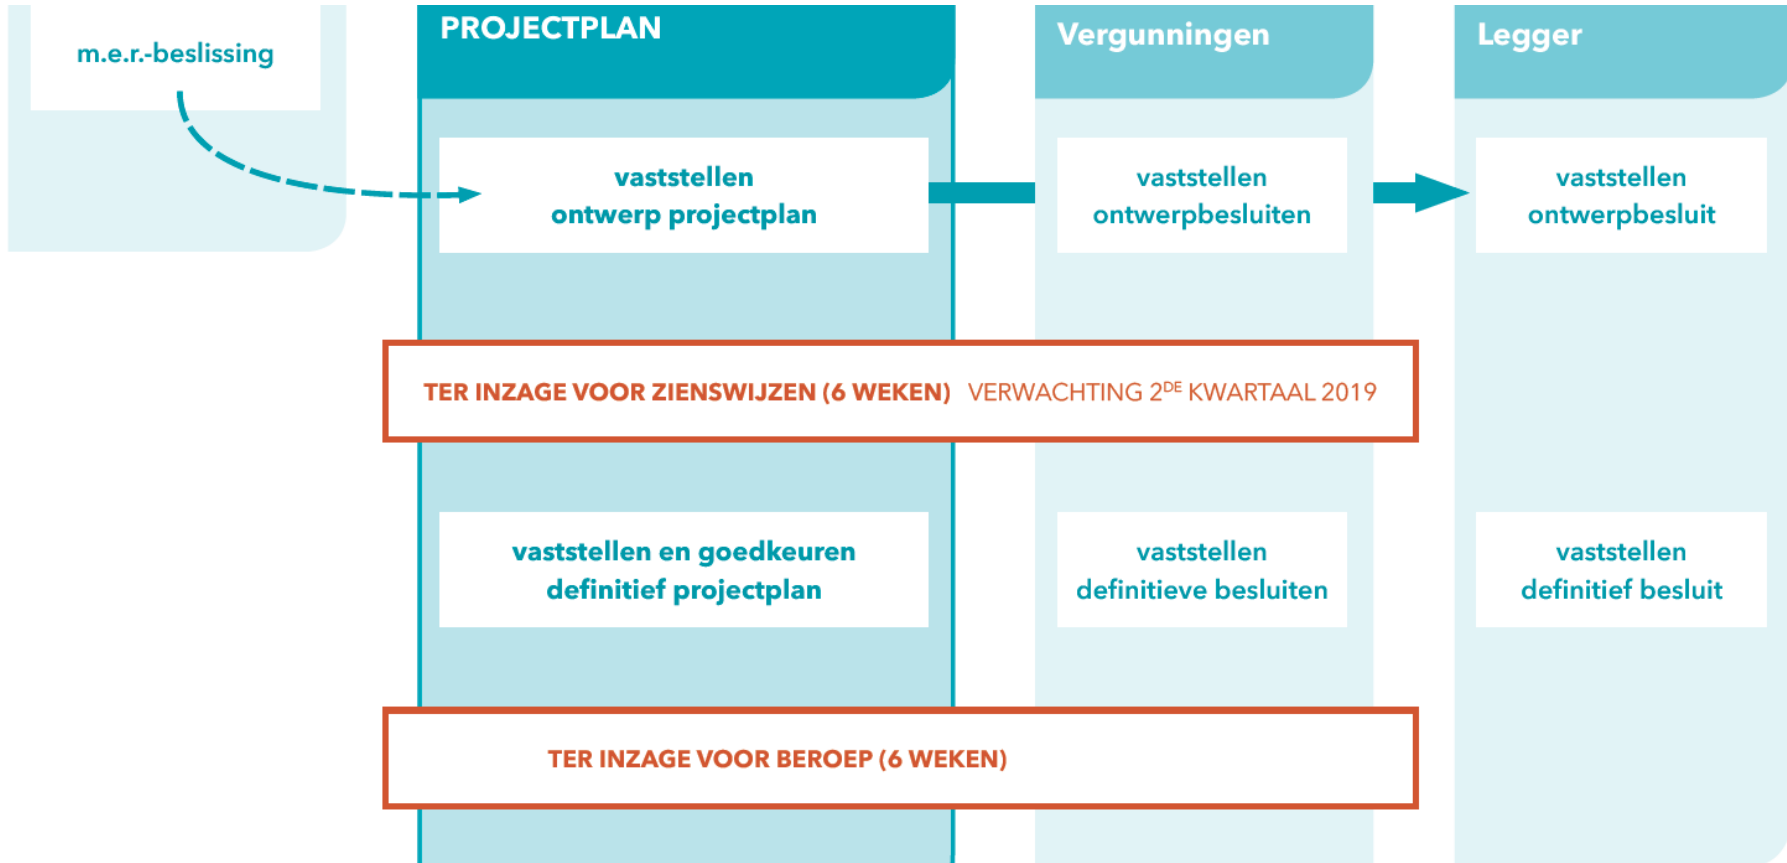 m.e.r.-beslissing
PROJECTPLAN
Vergunningen
Legger
vaststellen
ontwerp projectplan
vaststellen
ontwerpbesluiten
vaststellen
ontwerpbesluit
TER INZAGE VOOR ZIENSWIJZEN (6 WEKEN) VERWACHTING 2DE KWARTAAL 2019
vaststellen en goedkeuren
definitief projectplan
vaststellen
definitieve besluiten
vaststellen
definitief besluit
TER INZAGE VOOR BEROEP (6 WEKEN)